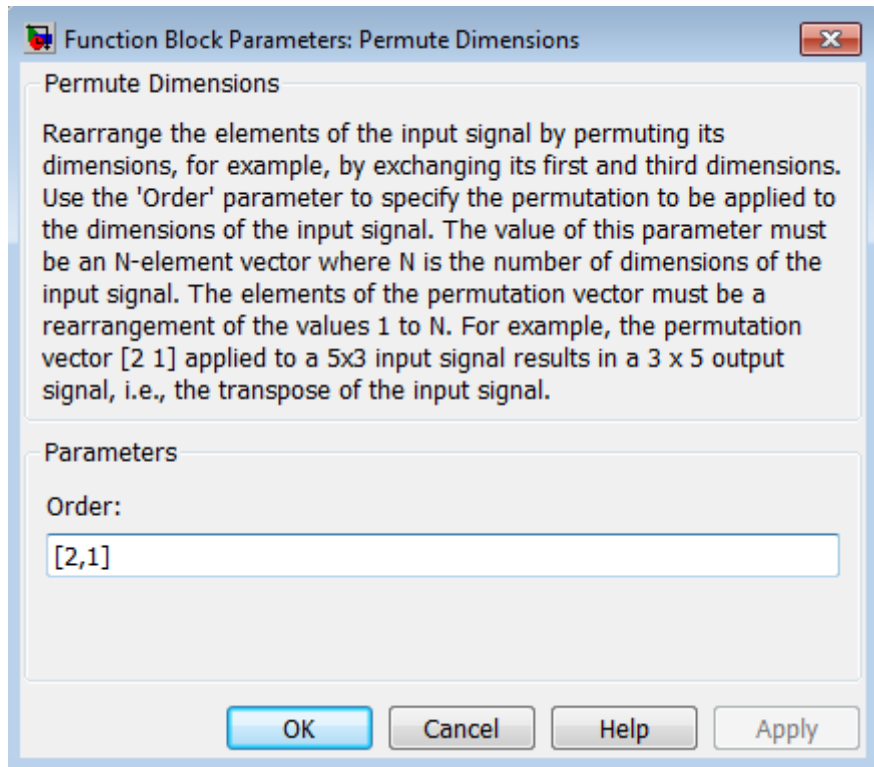 Function Block Parameters: Permute Dimensions
Permute Dimensions
Rearrange the elements of the input signal by permuting its
dimensions, for example, by exchanging its first and third dimensions.
Use the 'Order' parameter to specify the permutation to be applied to
the dimensions of the input signal. The value of this parameter must
be an N-element vector where N is the number of dimensions of the
input signal. The elements of the permutation vector must be a
rearrangement of the values 1 to N. For example, the permutation
vector [2 1] applied to a 5x3 input signal results in a 3 x 5 output
signal, i.e., the transpose of the input signal.
Parameters
Order:
[2,1]
OK Cancel Help Apply